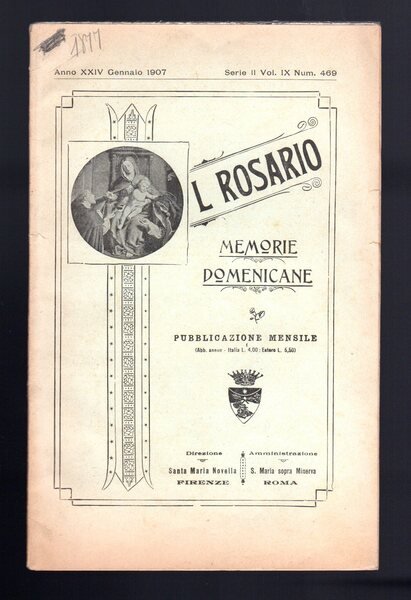 1877
Anno XXIV Gennaio 1907 Serie II Vol. IX Num. 469
L ROSARIO
MEMORIE
DOMENICANE
PUBBLICAZIONE MENSILE
(Abb. annuo - Italia L. 4,00; Estero L. 5,50)
Direzione
Santa Maria Novella
FIRENZE
Amministrazione
S. Maria sopra Minerva
ROMA